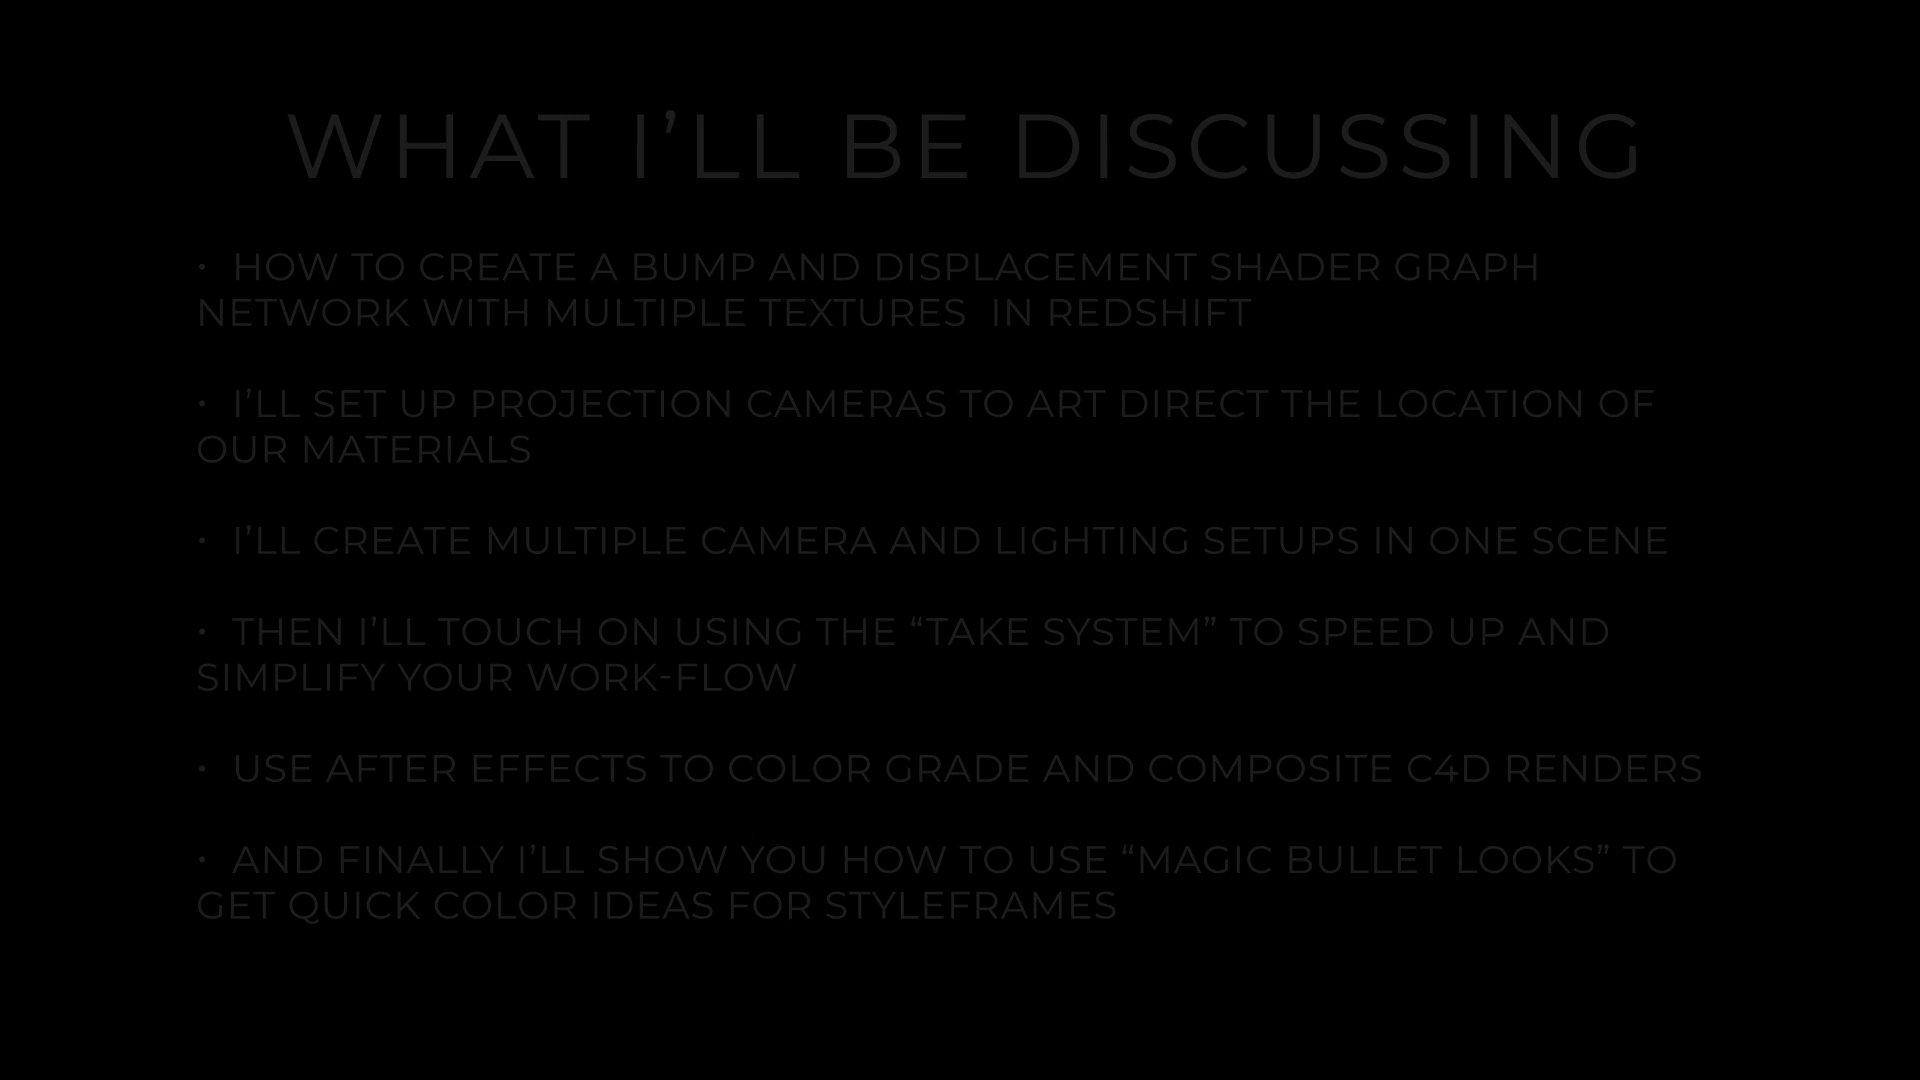 WHAT I’LL BE DISCUSSING
• HOW TO CREATE A BUMP AND DISPLACEMENT SHADER GRAPH
NETWORK WITH MULTIPLE TEXTURES  IN REDSHIFT
• I’LL SET UP PROJECTION CAMERAS TO ART DIRECT THE LOCATION OF
OUR MATERIALS
• I’LL CREATE MULTIPLE CAMERA AND LIGHTING SETUPS IN ONE SCENE
• THEN I’LL TOUCH ON USING THE “TAKE SYSTEM” TO SPEED UP AND
SIMPLIFY YOUR WORK-FLOW
• USE AFTER EFFECTS TO COLOR GRADE AND COMPOSITE C4D RENDERS
• AND FINALLY I’LL SHOW YOU HOW TO USE “MAGIC BULLET LOOKS” TO
GET QUICK COLOR IDEAS FOR STYLEFRAMES